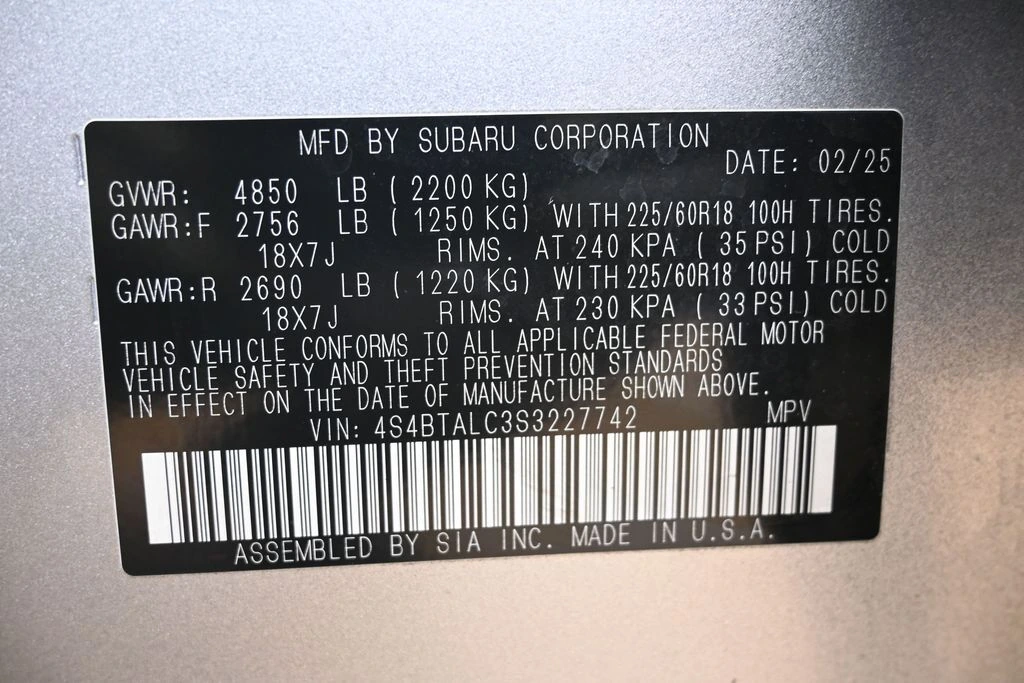 MFD BY SUBARU CORPORATION
DATE: 02/25
GVWR: 4850 LB (2200 KG)
GAWR:F 2756 LB (1250 KG) WITH 225/60R18 100H TIRES.
18X7J RIMS. AT 240 KPA (35 PSI) COLD
GAWR:R 2690 LB (1220 KG) WITH 225/60R18 100H TIRES.
18X7J RIMS. AT 230 KPA (33 PSI) COLD
THIS VEHICLE CONFORMS TO ALL APPLICABLE FEDERAL MOTOR
VEHICLE SAFETY AND THEFT PREVENTION STANDARDS
IN EFFECT ON THE DATE OF MANUFACTURE SHOWN ABOVE.
VIN: 4S4BTALC3S3227742 MPV
ASSEMBLED BY SIA INC. MADE IN U.S.A.